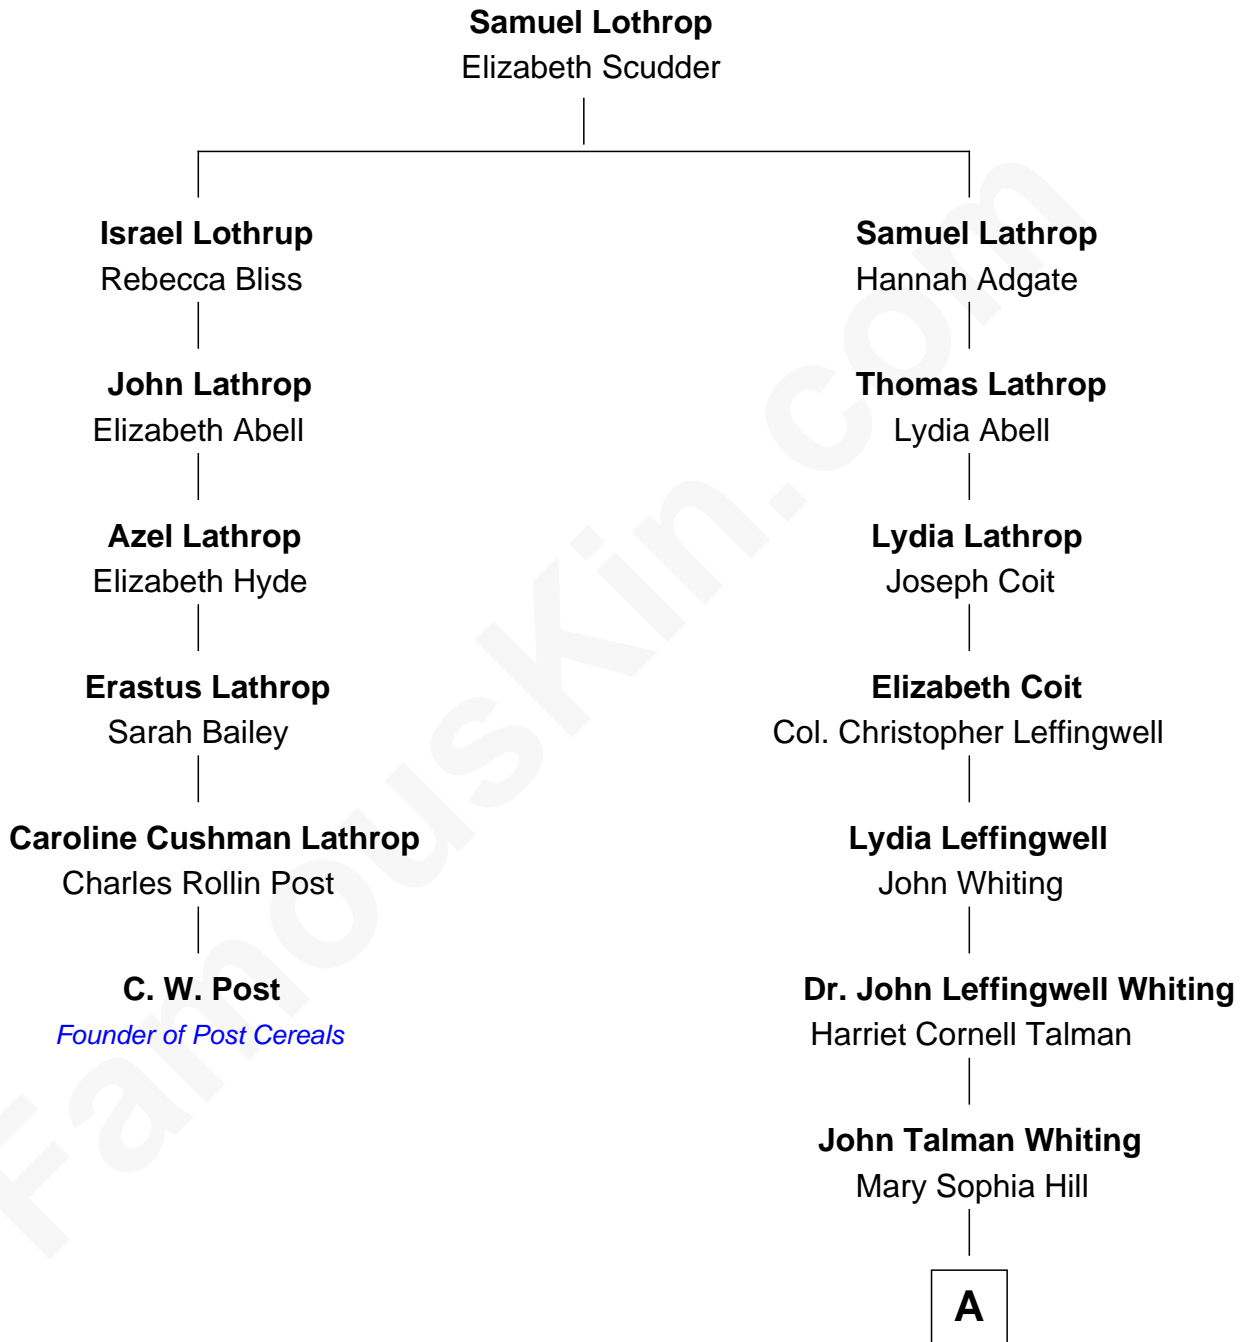 Samuel Lothrop
Elizabeth Scudder
Israel Lothrup
Rebecca Bliss
John Lathrop
Elizabeth Abell
Azel Lathrop
Elizabeth Hyde
Erastus Lathrop
Sarah Bailey
Caroline Cushman Lathrop
Charles Rollin Post
C. W. Post
Founder of Post Cereals
Samuel Lathrop
Hannah Adgate
Thomas Lathrop
Lydia Abell
Lydia Lathrop
Joseph Coit
Elizabeth Coit
Col. Christopher Leffingwell
Lydia Leffingwell
John Whiting
Dr. John Leffingwell Whiting
Harriet Cornell Talman
John Talman Whiting
Mary Sophia Hill
A
FamousKin.com